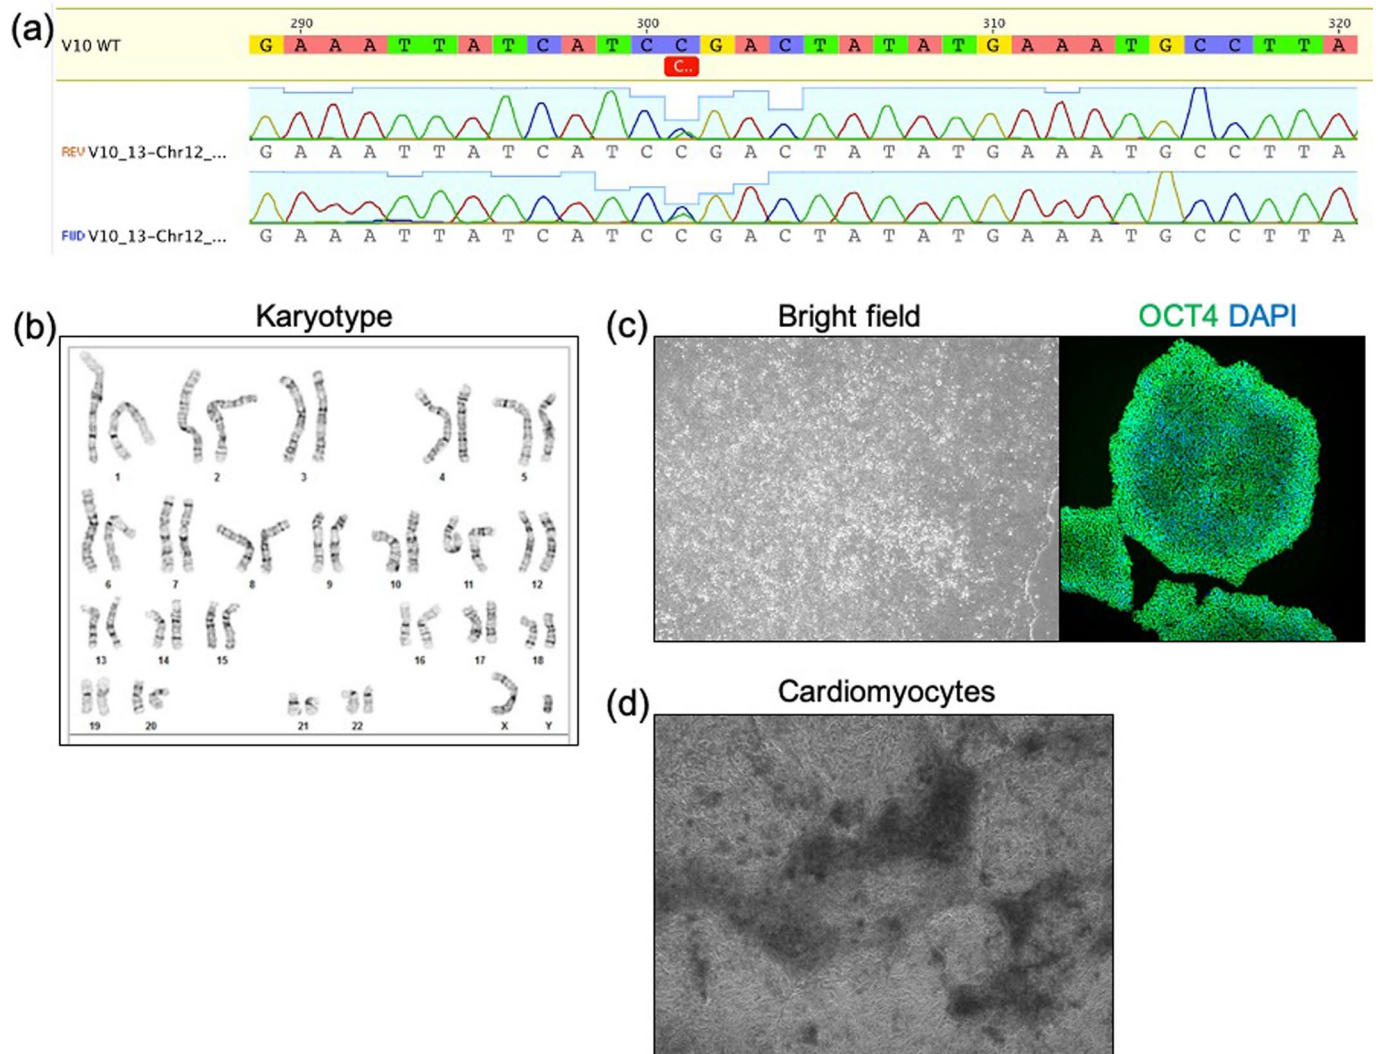 (a)
290 300 310 320
V10 WT G A A A T T A T C A T C C G A C T A T A T G A A A T G C C T T A
C..
REV V10_13-Chr12_... G A A A T T A T C A T C C G A C T A T A T G A A A T G C C T T A
FWD V10_13-Chr12_... G A A A T T A T C A T C C G A C T A T A T G A A A T G C C T T A
(b) Karyotype
1 2 3 4 5
6 7 8 9 10 11 12
13 14 15 16 17 18
19 20 21 22 X Y
(c) Bright field OCT4 DAPI
(d) Cardiomyocytes